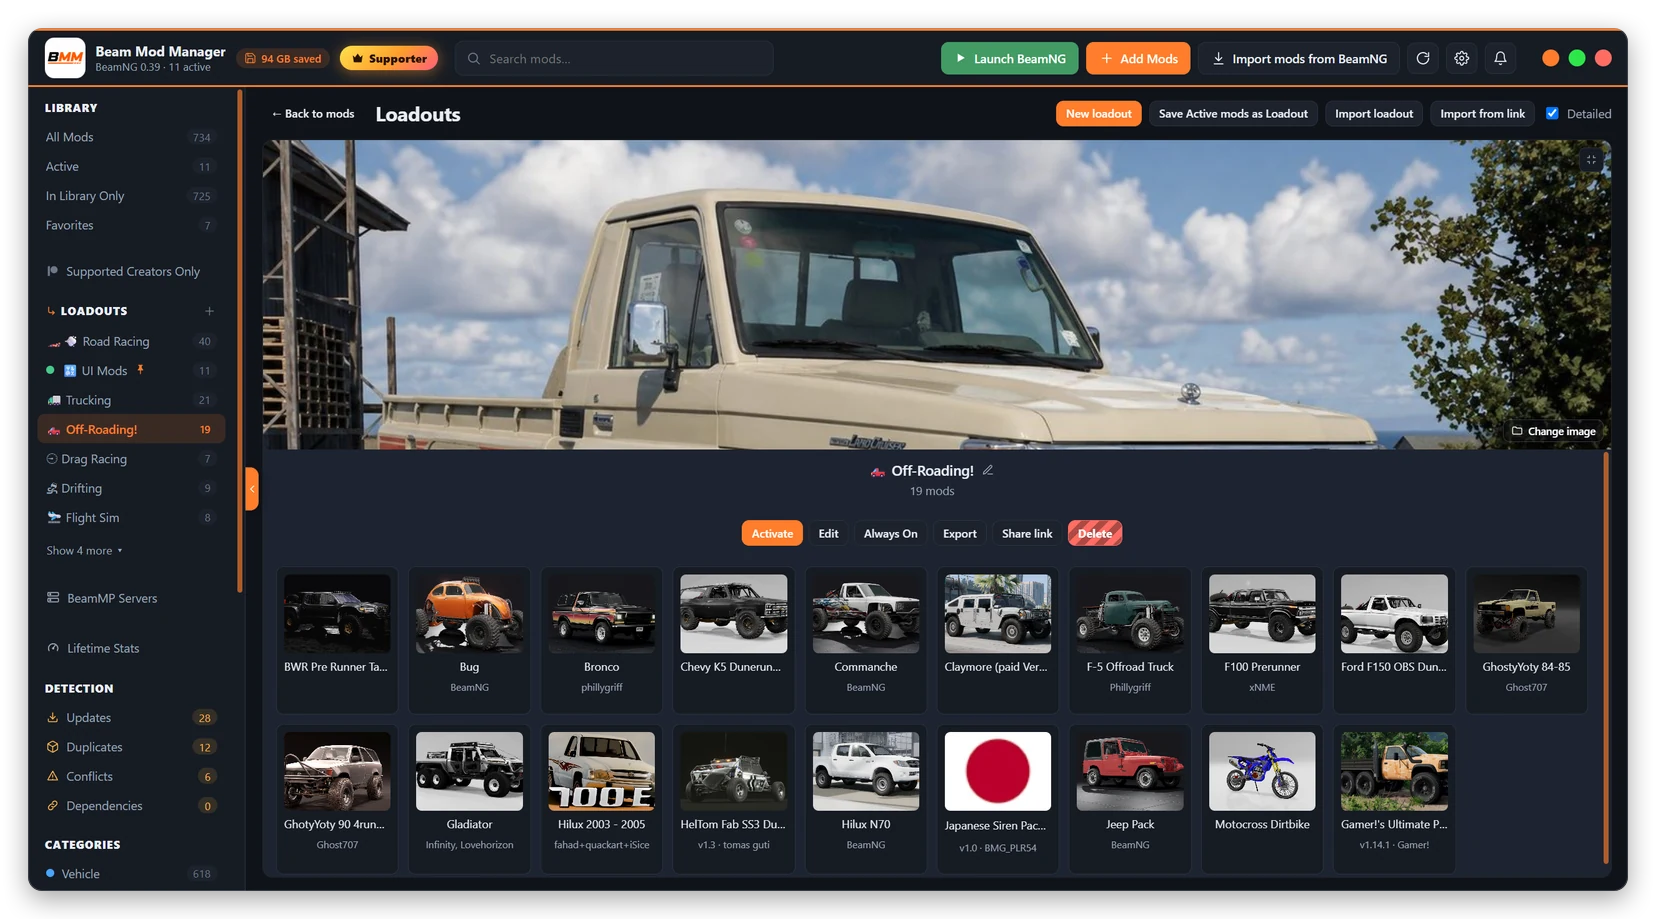 BMM
Beam Mod Manager
BeamNG 0.39 · 11 active
94 GB saved
Supporter
Search mods...
Launch BeamNG
Add Mods
Import mods from BeamNG
LIBRARY
All Mods 734
Active 11
In Library Only 725
Favorites 7
Supported Creators Only
LOADOUTS
Road Racing 40
UI Mods 11
Trucking 21
Off-Roading! 19
Drag Racing 7
Drifting 9
Flight Sim 8
Show 4 more
BeamMP Servers
Lifetime Stats
DETECTION
Updates 28
Duplicates 12
Conflicts 6
Dependencies 0
CATEGORIES
Vehicle 618
← Back to mods
Loadouts
New loadout
Save Active mods as Loadout
Import loadout
Import from link
Detailed
LAND CRUISER
Change image
Off-Roading!
19 mods
Activate
Edit
Always On
Export
Share link
Delete
BWR Pre Runner Ta...
Bug
BeamNG
Bronco
phillygriff
Chevy K5 Dunerun...
Commanche
BeamNG
Claymore (paid Ver...
F-5 Offroad Truck
Phillygriff
F100 Prerunner
xNME
Ford F150 OBS Dun...
GhostyYoty 84-85
Ghost707
GhotyYoty 90 4run...
Ghost707
Gladiator
Infinity, Lovehorizon
100 E
Hilux 2003 - 2005
fahad+quackart+iSice
HelTom Fab SS3 Du...
v1.3 · tomas guti
Hilux N70
BeamNG
Japanese Siren Pac...
v1.0 · BMG_PLR54
Jeep Pack
BeamNG
Motocross Dirtbike
Gamer!'s Ultimate P...
v1.14.1 · Gamer!